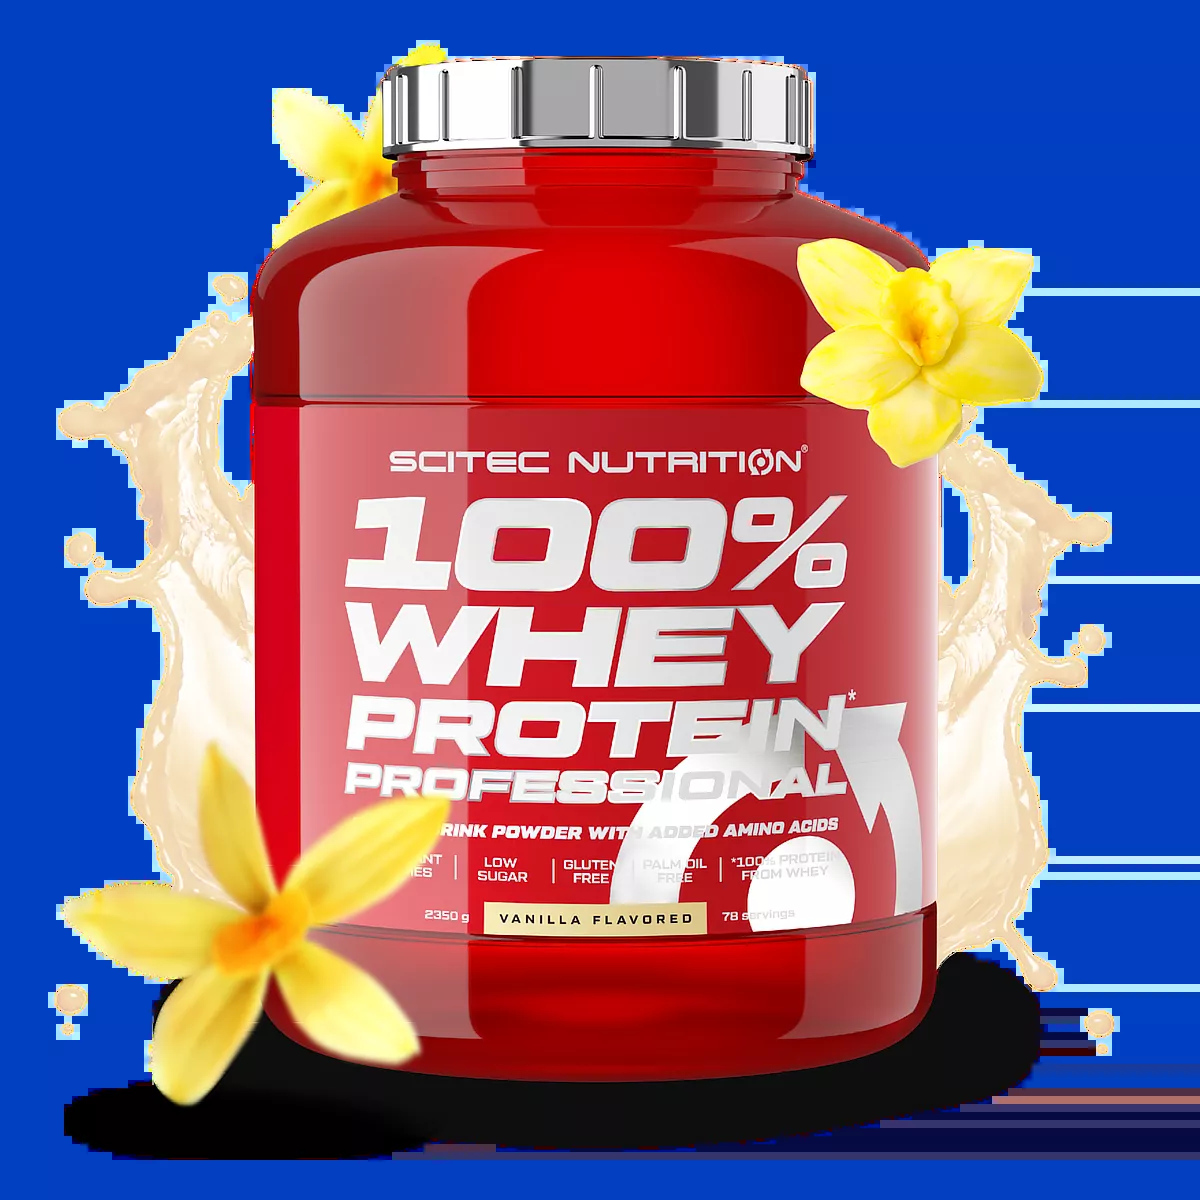 SCITEC NUTRITION®
100%
WHEY
PROTEIN*
PROFESSIONAL
POWDER WITH ADDED AMINO ACIDS
LOW SUGAR
GLUTEN FREE
PALM OIL FREE
*100% PROTEIN FROM WHEY
2350 g
VANILLA FLAVORED
78 servings